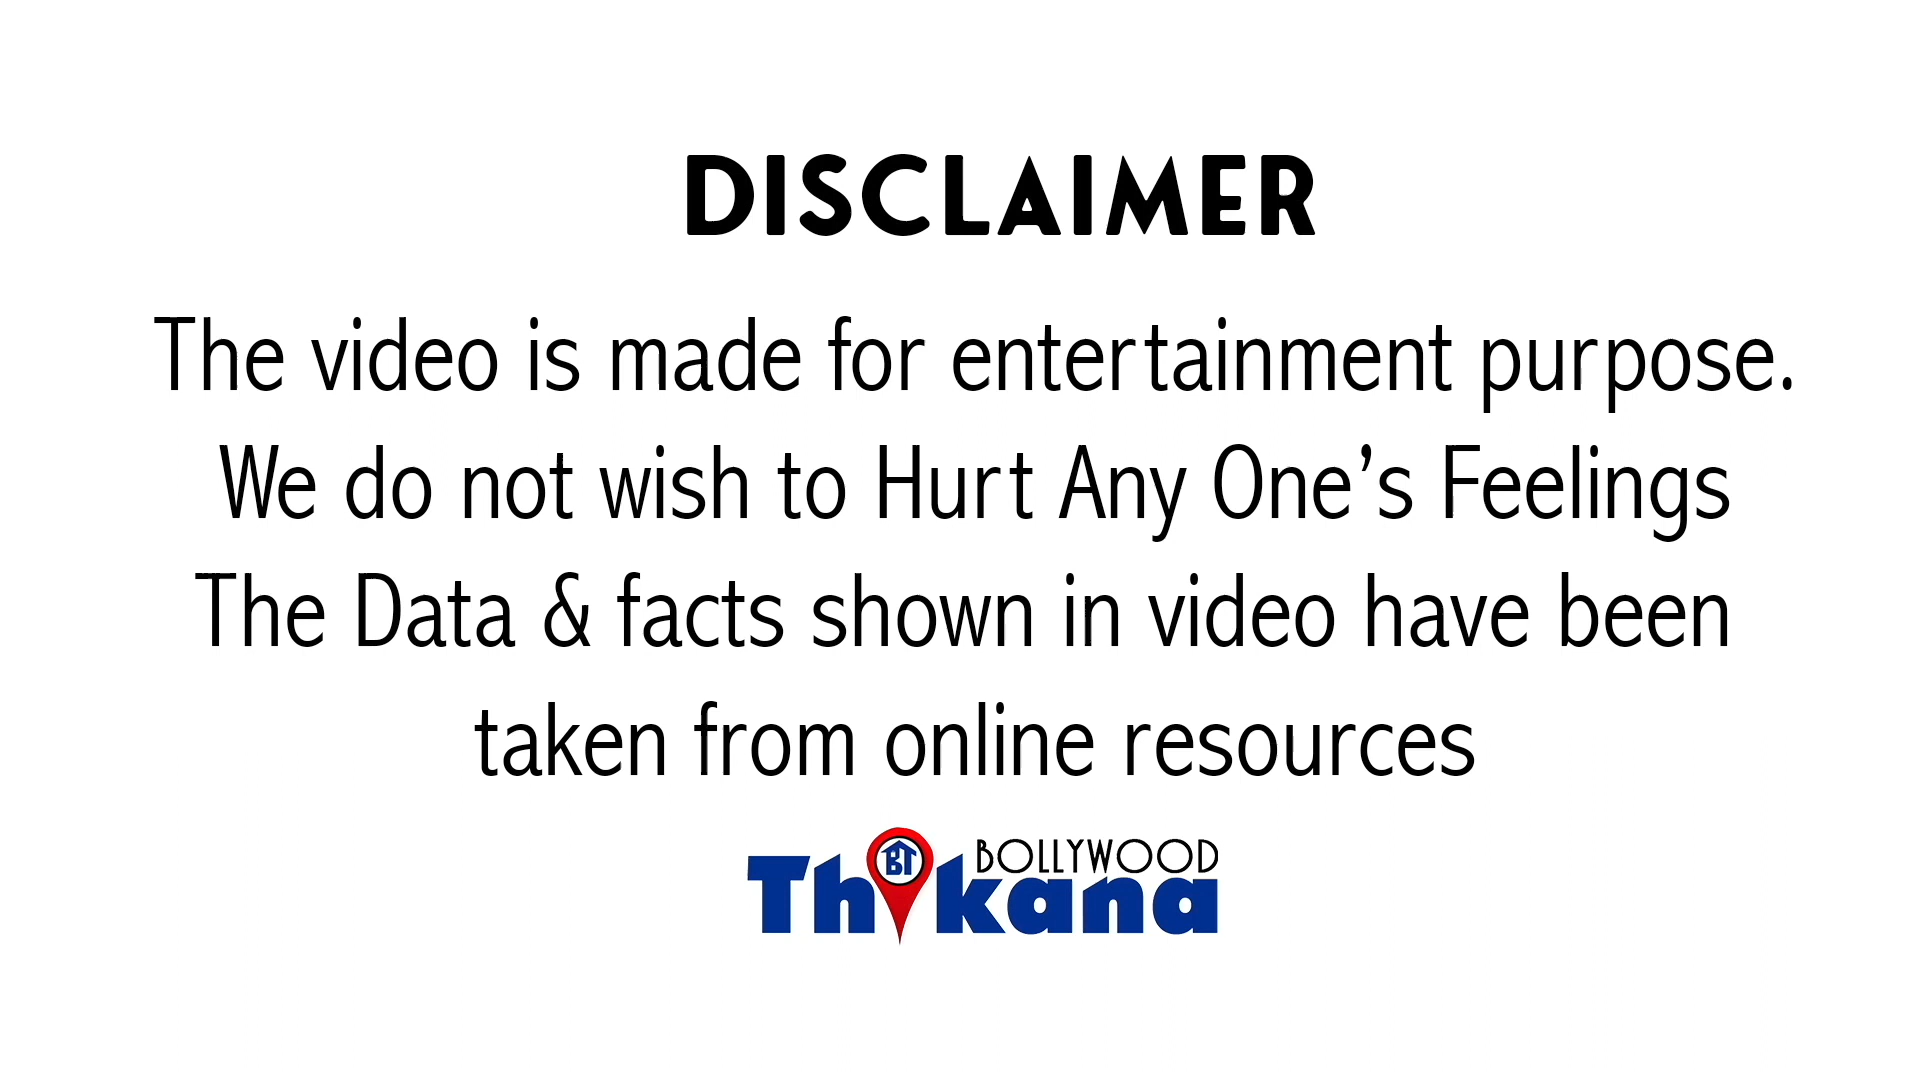 DISCLAIMER
The video is made for entertainment purpose.
We do not wish to Hurt Any One’s Feelings
The Data & facts shown in video have been
taken from online resources
BT BOLLYWOOD
Thikana